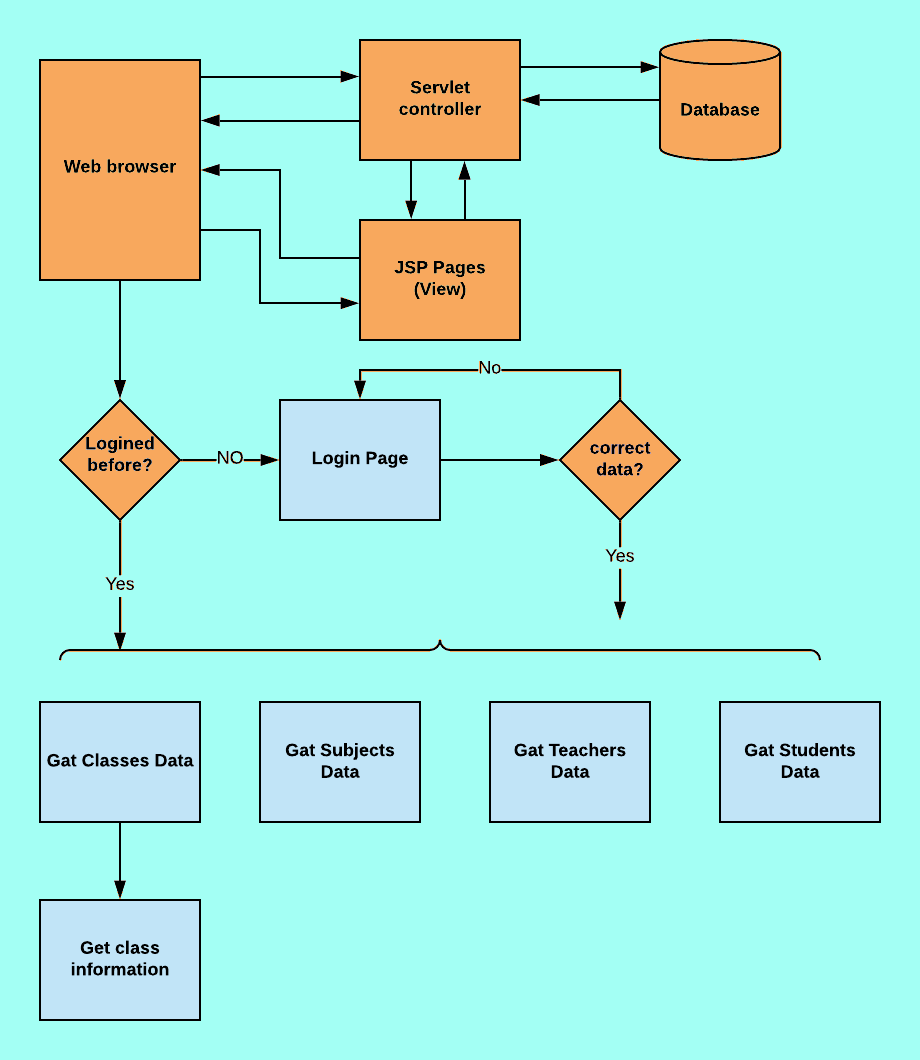 Servlet
controller
Database
Web browser
JSP Pages
(View)
No
Logined
before?
NO
Login Page
correct
data?
Yes
Yes
Gat Classes Data
Gat Subjects
Data
Gat Teachers
Data
Gat Students
Data
Get class
information